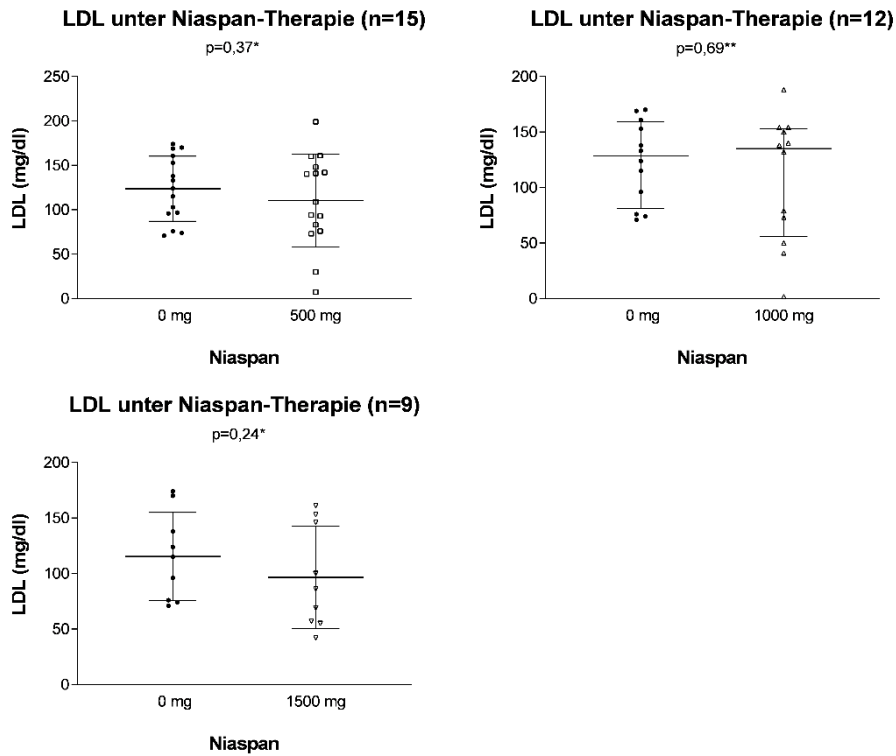 LDL unter Niaspan-Therapie (n=15)
p=0,37*
250
200
150
100
50
0
LDL (mg/dl)
0 mg
500 mg
Niaspan
LDL unter Niaspan-Therapie (n=12)
p=0,69**
200
150
100
50
0
LDL (mg/dl)
0 mg
1000 mg
Niaspan
LDL unter Niaspan-Therapie (n=9)
p=0,24*
200
150
100
50
0
LDL (mg/dl)
0 mg
1500 mg
Niaspan